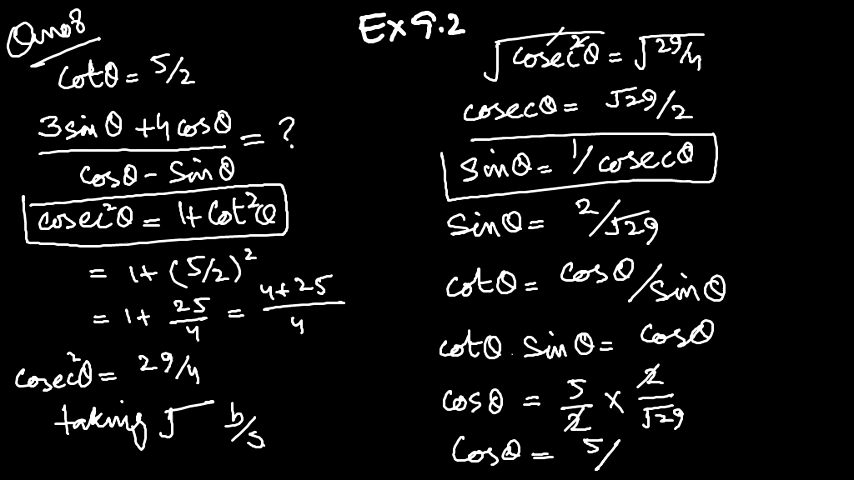 Qno8
cotθ = 5/2
3sinθ + 4cosθ / cosθ - sinθ = ?
cosec²θ = 1 + cot²θ
= 1 + (5/2)²
= 1 + 25/4 = 4+25/4
cosec²θ = 29/4
taking √ b/s
Ex 9.2
√cosec²θ = √29/4
cosecθ = √29/2
sinθ = 1/cosecθ
sinθ = 2/√29
cotθ = cosθ/sinθ
cotθ . sinθ = cosθ
cosθ = 5/2 × 2/√29
cosθ = 5/